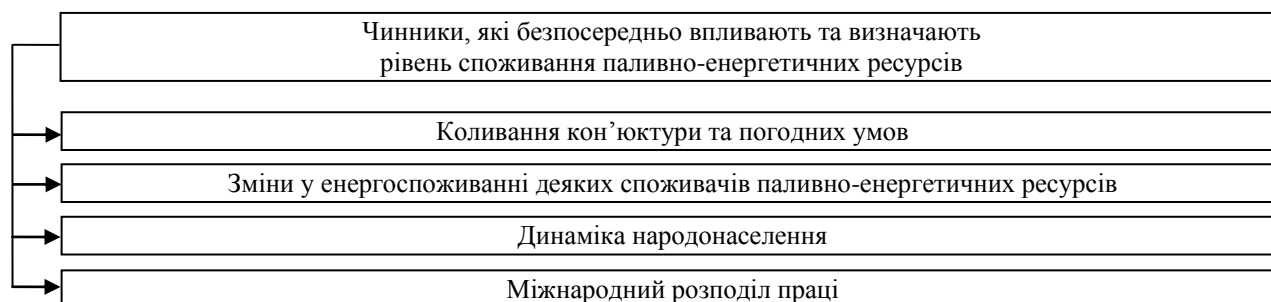 Чинники, які безпосередньо впливають та визначають
рівень споживання паливно-енергетичних ресурсів
Коливання кон’юктури та погодних умов
Зміни у енергоспоживанні деяких споживачів паливно-енергетичних ресурсів
Динаміка народонаселення
Міжнародний розподіл праці